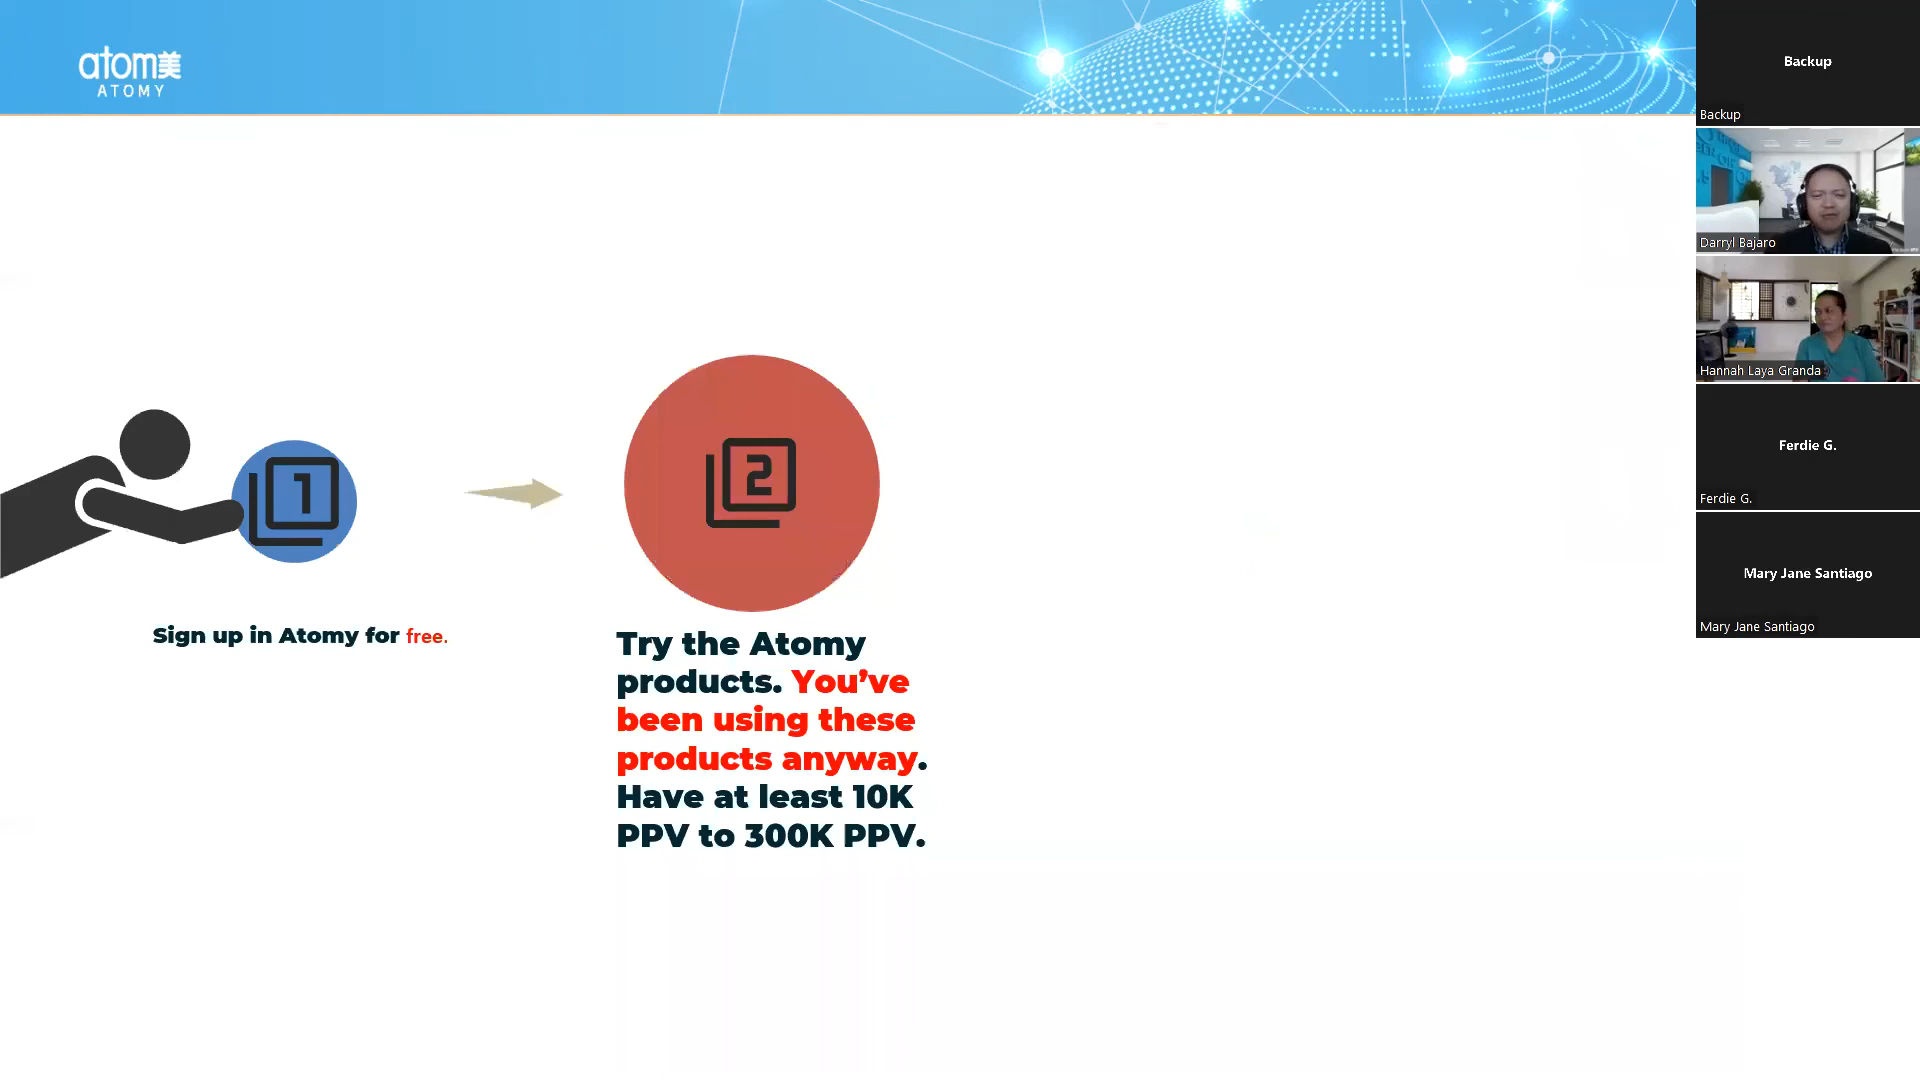 atom美
ATOMY
1
2
Sign up in Atomy for free.
Try the Atomy
products. You’ve
been using these
products anyway.
Have at least 10K
PPV to 300K PPV.
Backup
Backup
Darryl Bajaro
Hannah Laya Granda
Ferdie G.
Ferdie G.
Mary Jane Santiago
Mary Jane Santiago